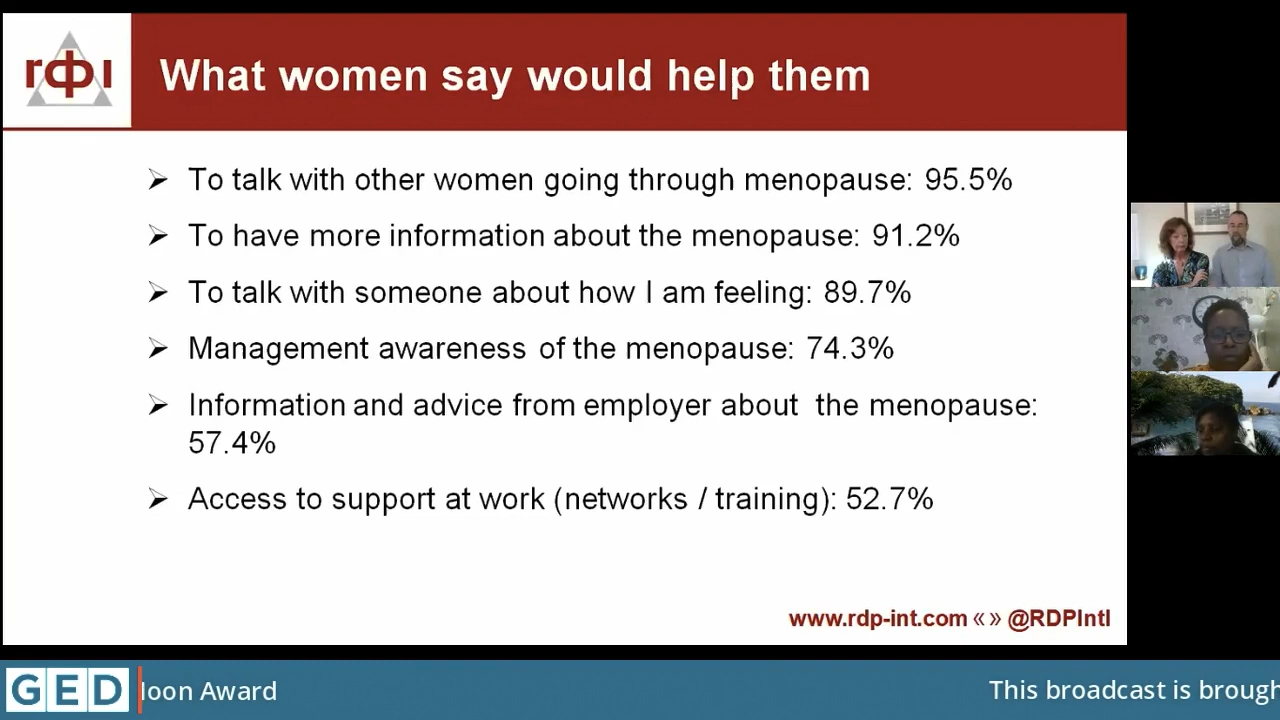 rФı
What women say would help them
➢ To talk with other women going through menopause: 95.5%
➢ To have more information about the menopause: 91.2%
➢ To talk with someone about how I am feeling: 89.7%
➢ Management awareness of the menopause: 74.3%
➢ Information and advice from employer about the menopause:
57.4%
➢ Access to support at work (networks / training): 52.7%
www.rdp-int.com «» @RDPIntl
GED
loon Award
This broadcast is brough